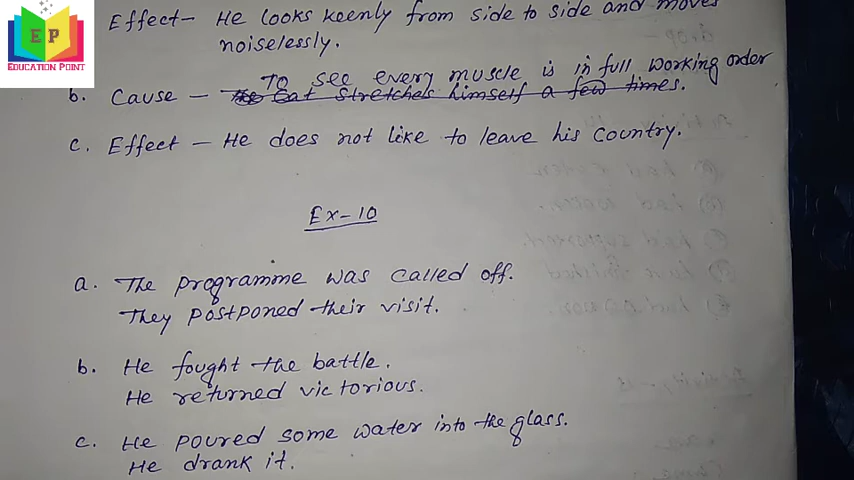 EP
EDUCATION POINT
Effect- He looks keenly from side to side and moves
noiselessly.
To see every muscle is in full working order
b. Cause - The cat stretches himself a few times.
c. Effect - He does not like to leave his country.
Ex-10
a. The programme was called off.
They postponed their visit.
b. He fought the battle.
He returned victorious.
c. He poured some water into the glass.
He drank it.